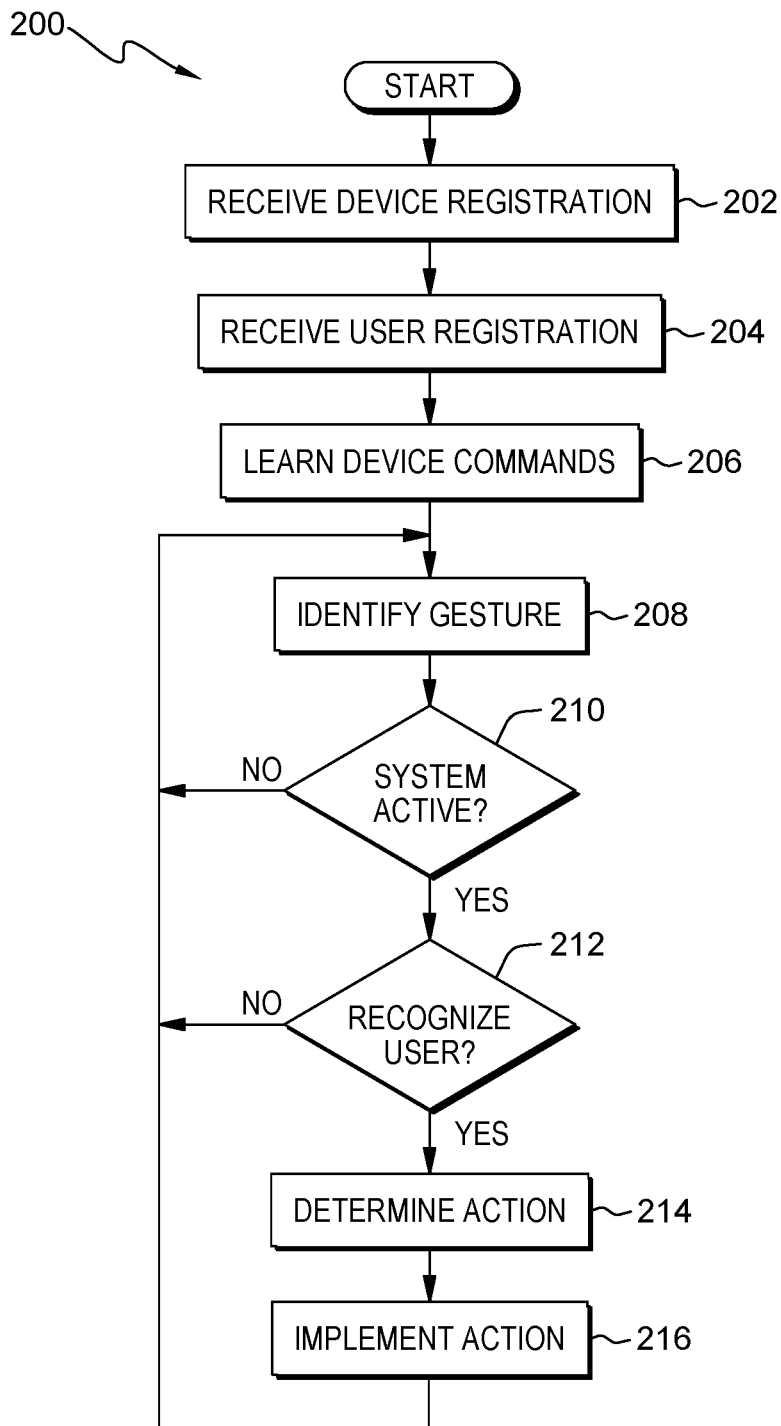 200
START
RECEIVE DEVICE REGISTRATION
202
RECEIVE USER REGISTRATION
204
LEARN DEVICE COMMANDS
206
IDENTIFY GESTURE
208
210
NO
SYSTEM
ACTIVE?
YES
212
NO
RECOGNIZE
USER?
YES
DETERMINE ACTION
214
IMPLEMENT ACTION
216